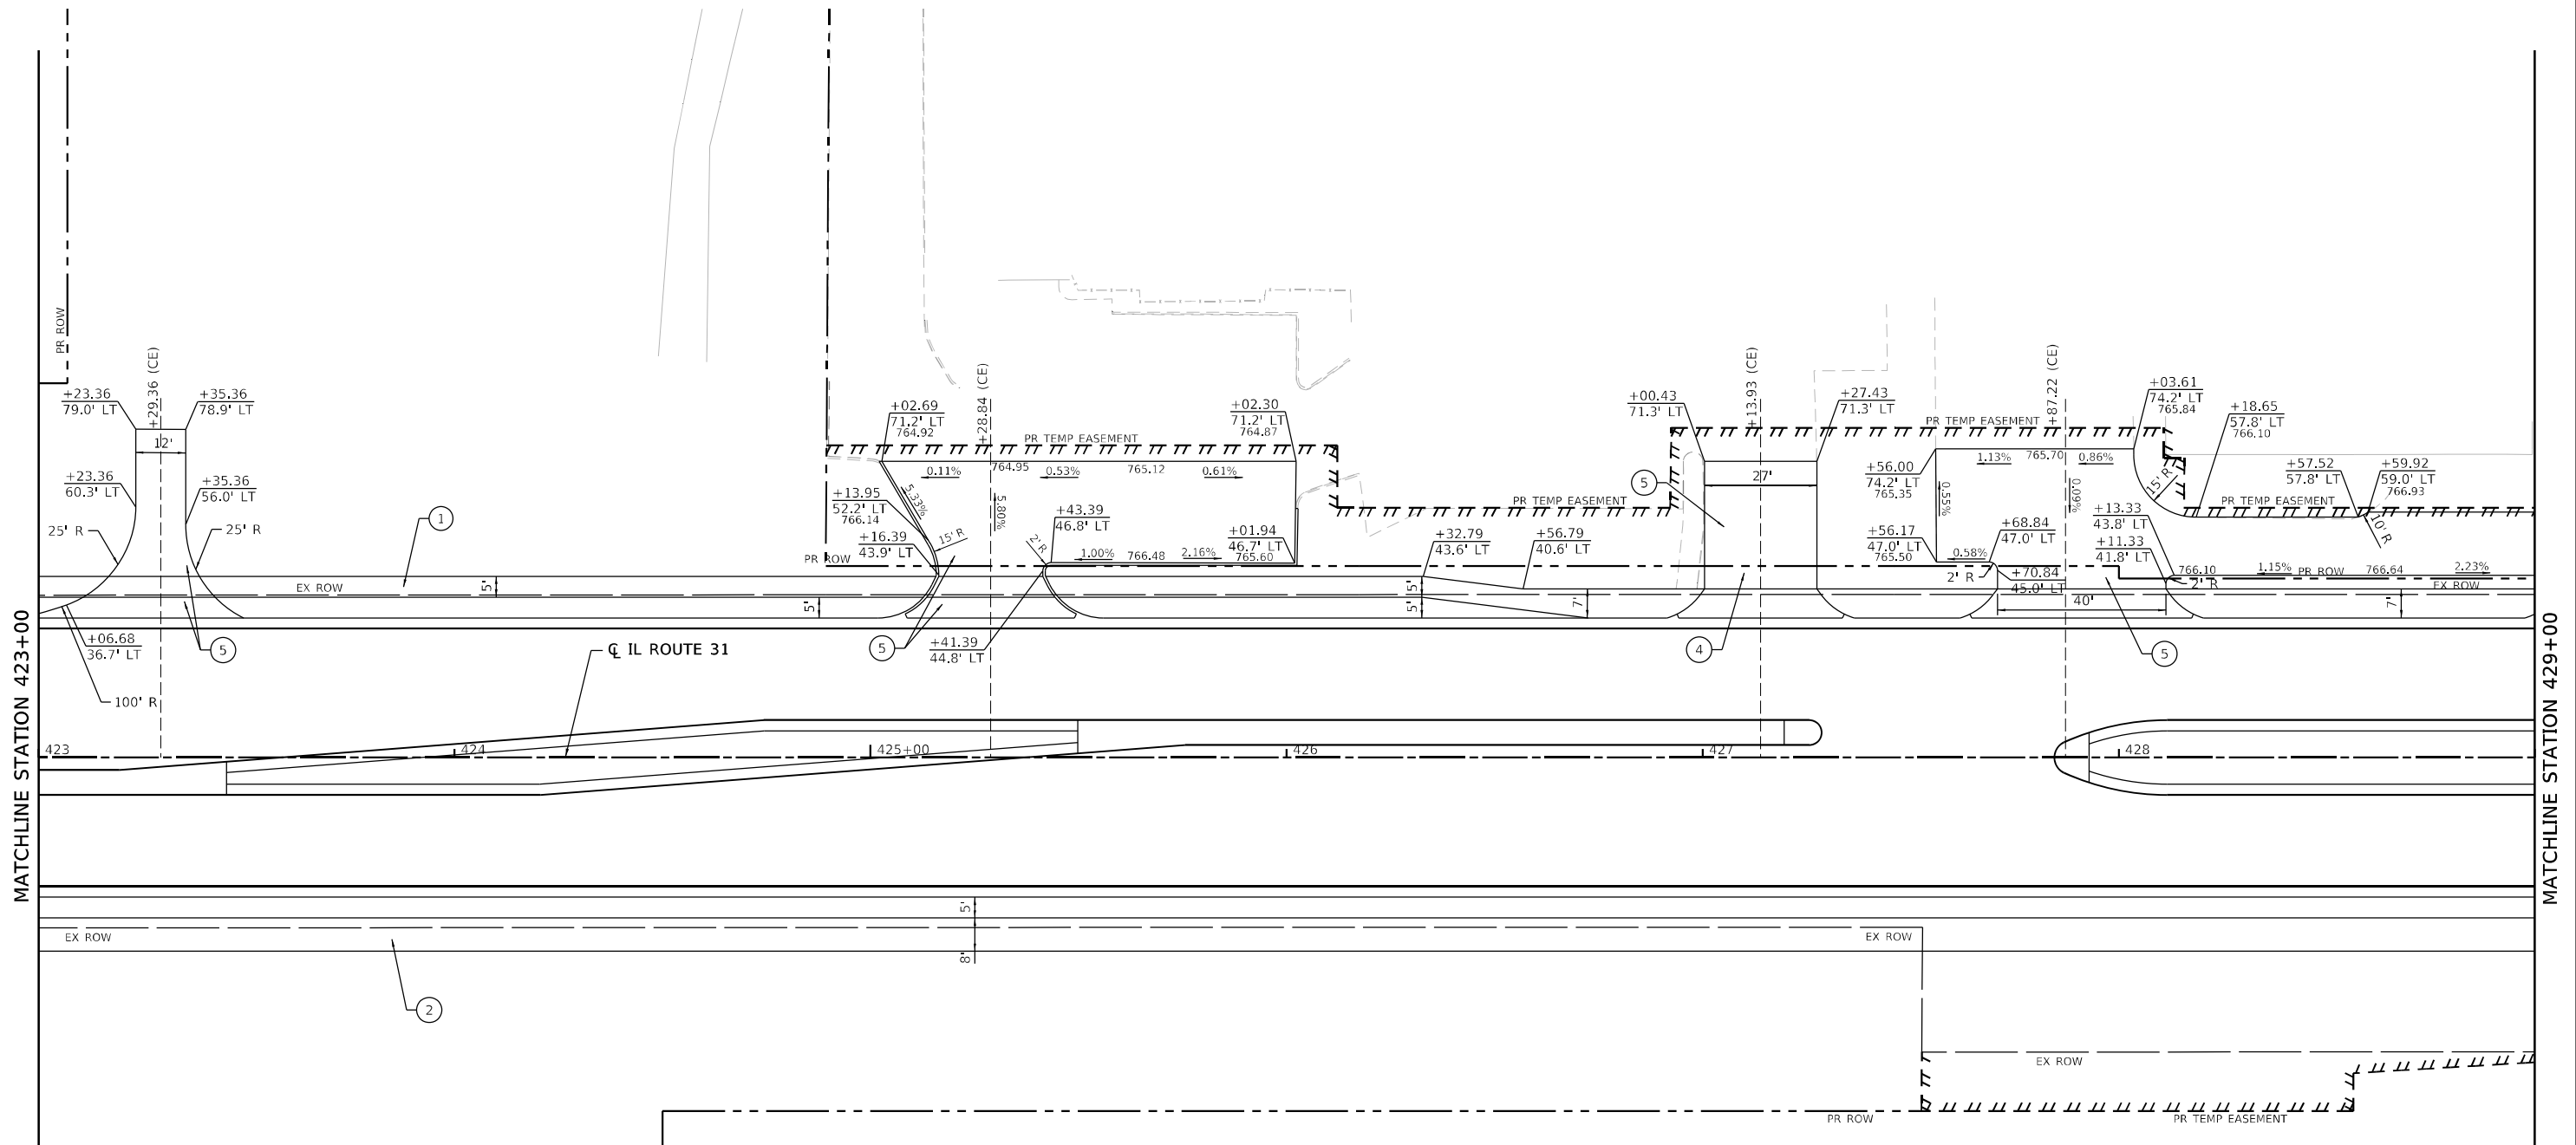 MATCHLINE STATION 423+00
PR ROW
+23.36
79.0' LT
+29.36 (CE)
+35.36
78.9' LT
12'
+23.36
60.3' LT
+35.36
56.0' LT
25' R
25' R
1
EX ROW
5'
+06.68
36.7' LT
5
100' R
℄ IL ROUTE 31
423
424
425+00
426
427
428
+02.69
71.2' LT
764.92
+28.84 (CE)
PR TEMP EASEMENT
+02.30
71.2' LT
764.87
0.11%
764.95
0.53%
765.12
0.61%
5.33%
5.80%
+13.95
52.2' LT
766.14
+16.39
43.9' LT
15' R
2' R
+43.39
46.8' LT
1.00%
766.48
2.16%
+01.94
46.7' LT
765.60
PR ROW
5'
5
+41.39
44.8' LT
PR TEMP EASEMENT
+32.79
43.6' LT
+56.79
40.6' LT
5'
5'
7'
+00.43
71.3' LT
+13.93 (CE)
+27.43
71.3' LT
5
27'
4
PR TEMP EASEMENT
+87.22 (CE)
+03.61
74.2' LT
765.84
+18.65
57.8' LT
766.10
1.13%
765.70
0.86%
+56.00
74.2' LT
765.35
0.55%
0.09%
15' R
+57.52
57.8' LT
+59.92
59.0' LT
766.93
PR TEMP EASEMENT
10' R
+56.17
47.0' LT
765.50
0.58%
+68.84
47.0' LT
+13.33
43.8' LT
+11.33
41.8' LT
2' R
+70.84
45.0' LT
766.10
1.15%
PR ROW
766.64
2.23%
2' R
EX ROW
40'
7'
5
5'
8'
EX ROW
2
EX ROW
EX ROW
PR ROW
PR TEMP EASEMENT
MATCHLINE STATION 429+00